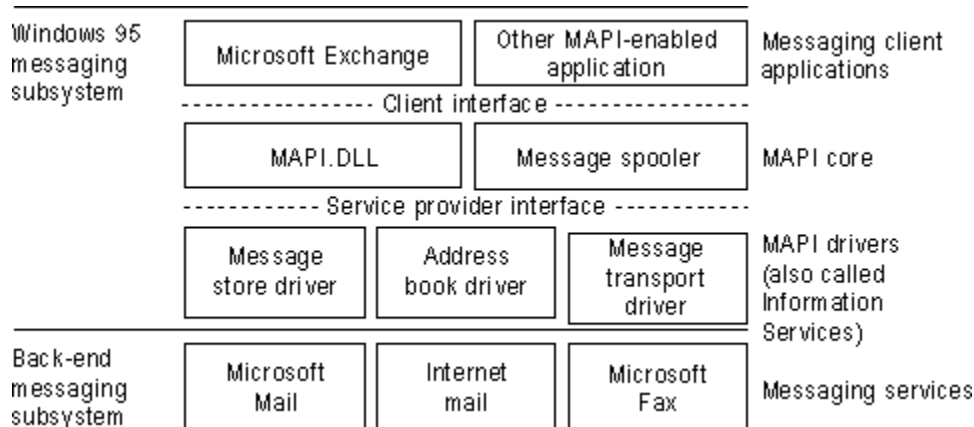 Windows 95
messaging
subsystem
Microsoft Exchange
Other MAPI-enabled
application
Messaging client
applications
Client interface
MAPI.DLL
Message spooler
MAPI core
Service provider interface
Message
store driver
Address
book driver
Message
transport
driver
MAPI drivers
(also called
Information
Services)
Back-end
messaging
subsystem
Microsoft
Mail
Internet
mail
Microsoft
Fax
Messaging services